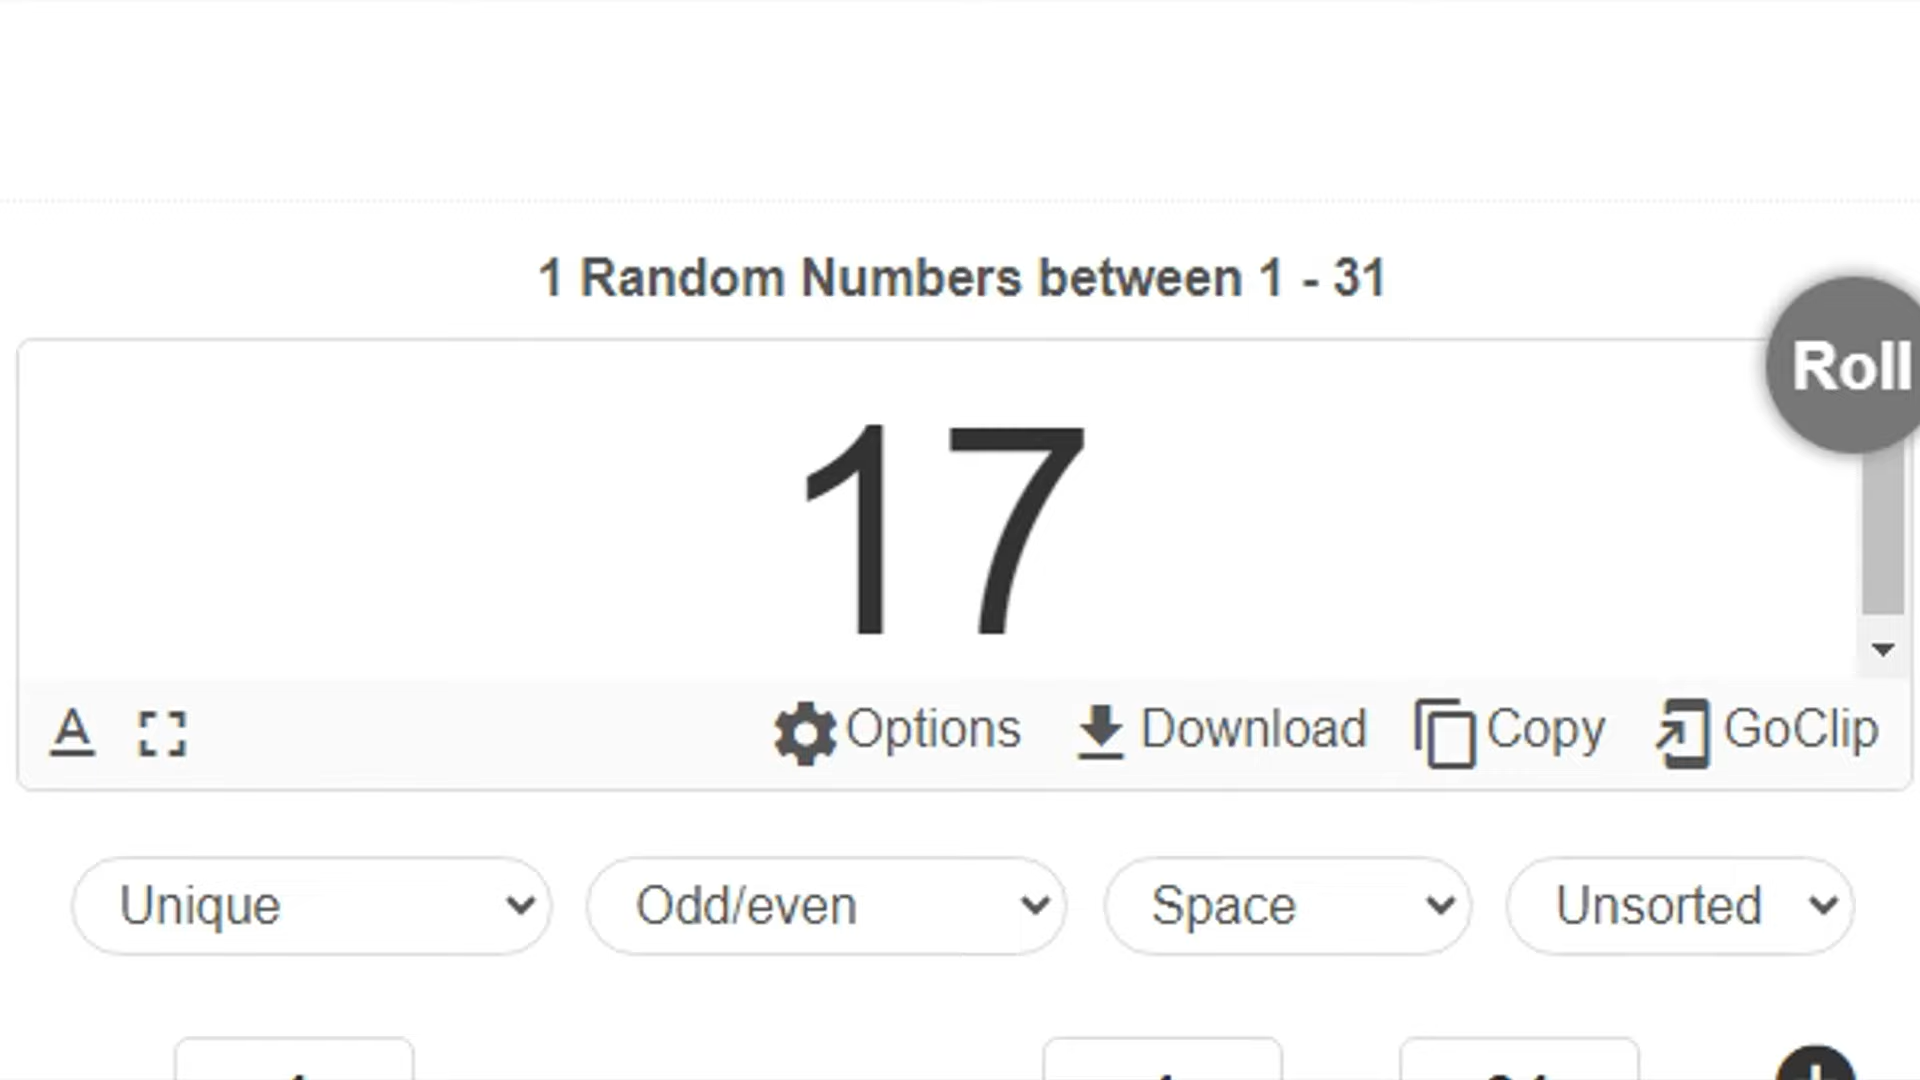 1 Random Numbers between 1 - 31
Roll
17
A
Options Download Copy GoClip
Unique Odd/even Space Unsorted